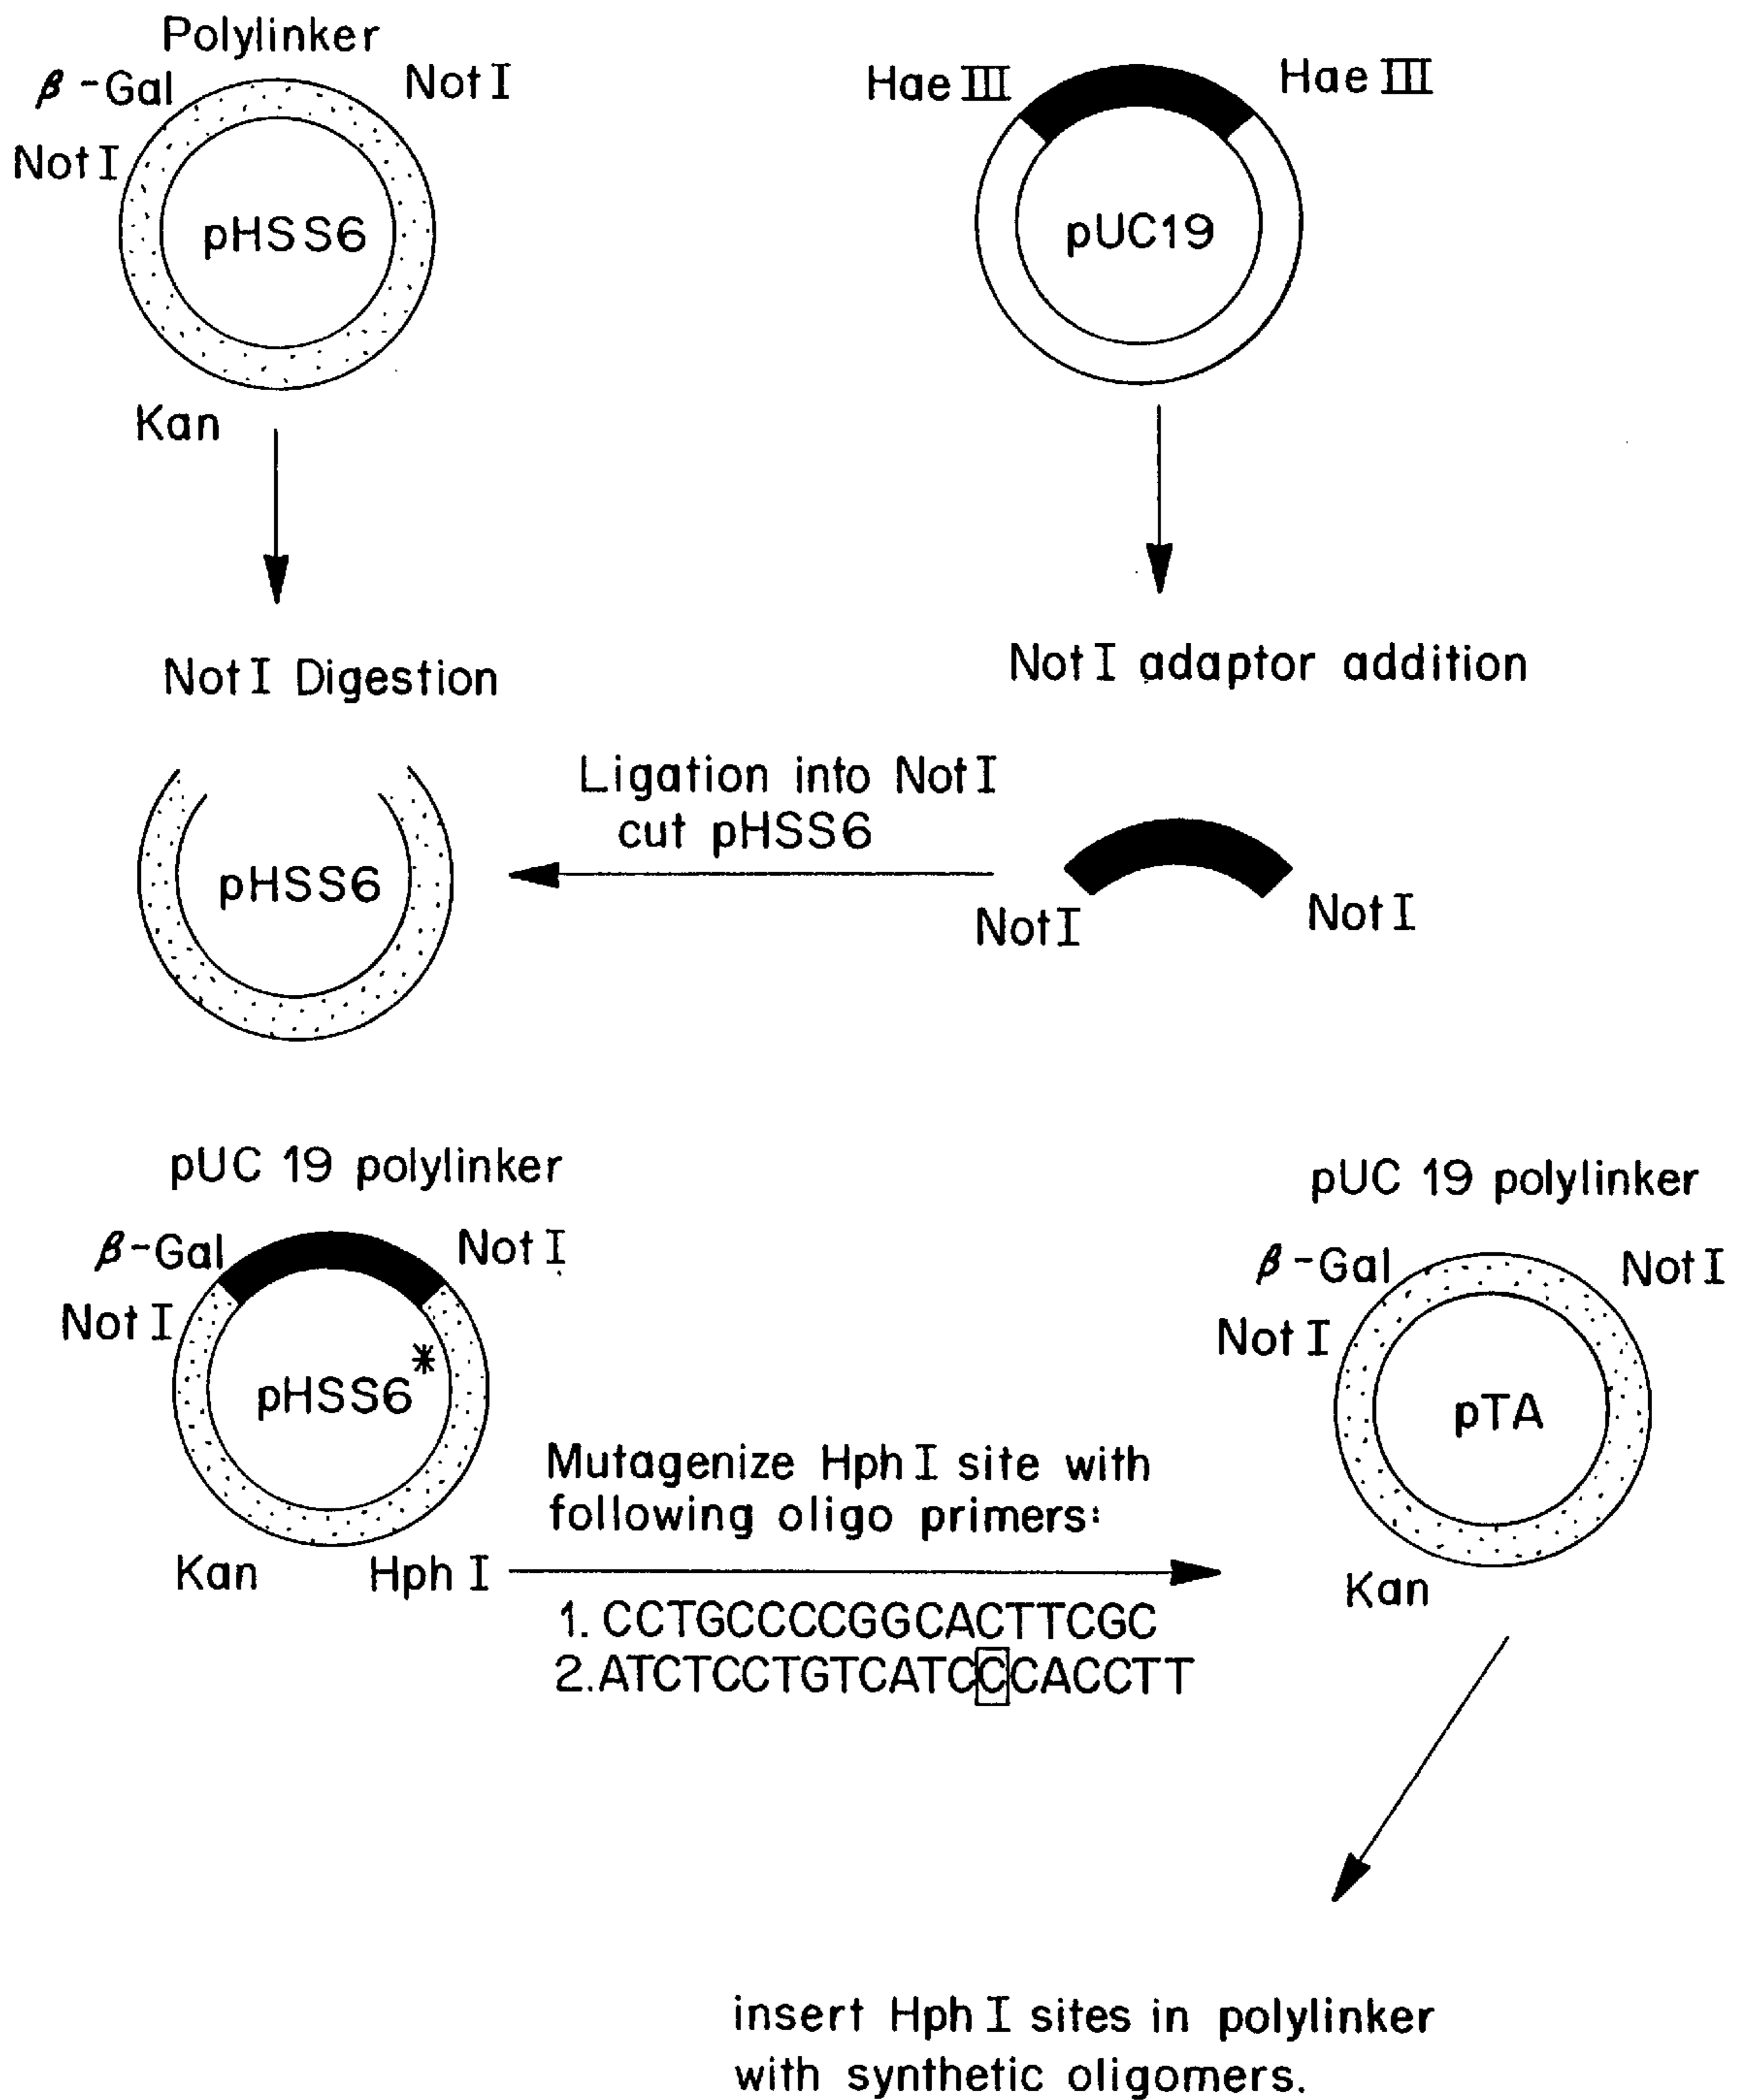 Polylinker
β-Gal
Not I
Not I
pHSS6
Kan
Hae III
Hae III
pUC19
Not I Digestion
Not I adaptor addition
pHSS6
Ligation into Not I
cut pHSS6
Not I
Not I
pUC 19 polylinker
β-Gal
Not I
Not I
pHSS6*
Kan
Hph I
Mutagenize Hph I site with
following oligo primers:
1. CCTGCCCCGGCACTTCGC
2. ATCTCCTGTCATCCCACCTT
pUC 19 polylinker
β-Gal
Not I
Not I
pTA
Kan
insert Hph I sites in polylinker
with synthetic oligomers.